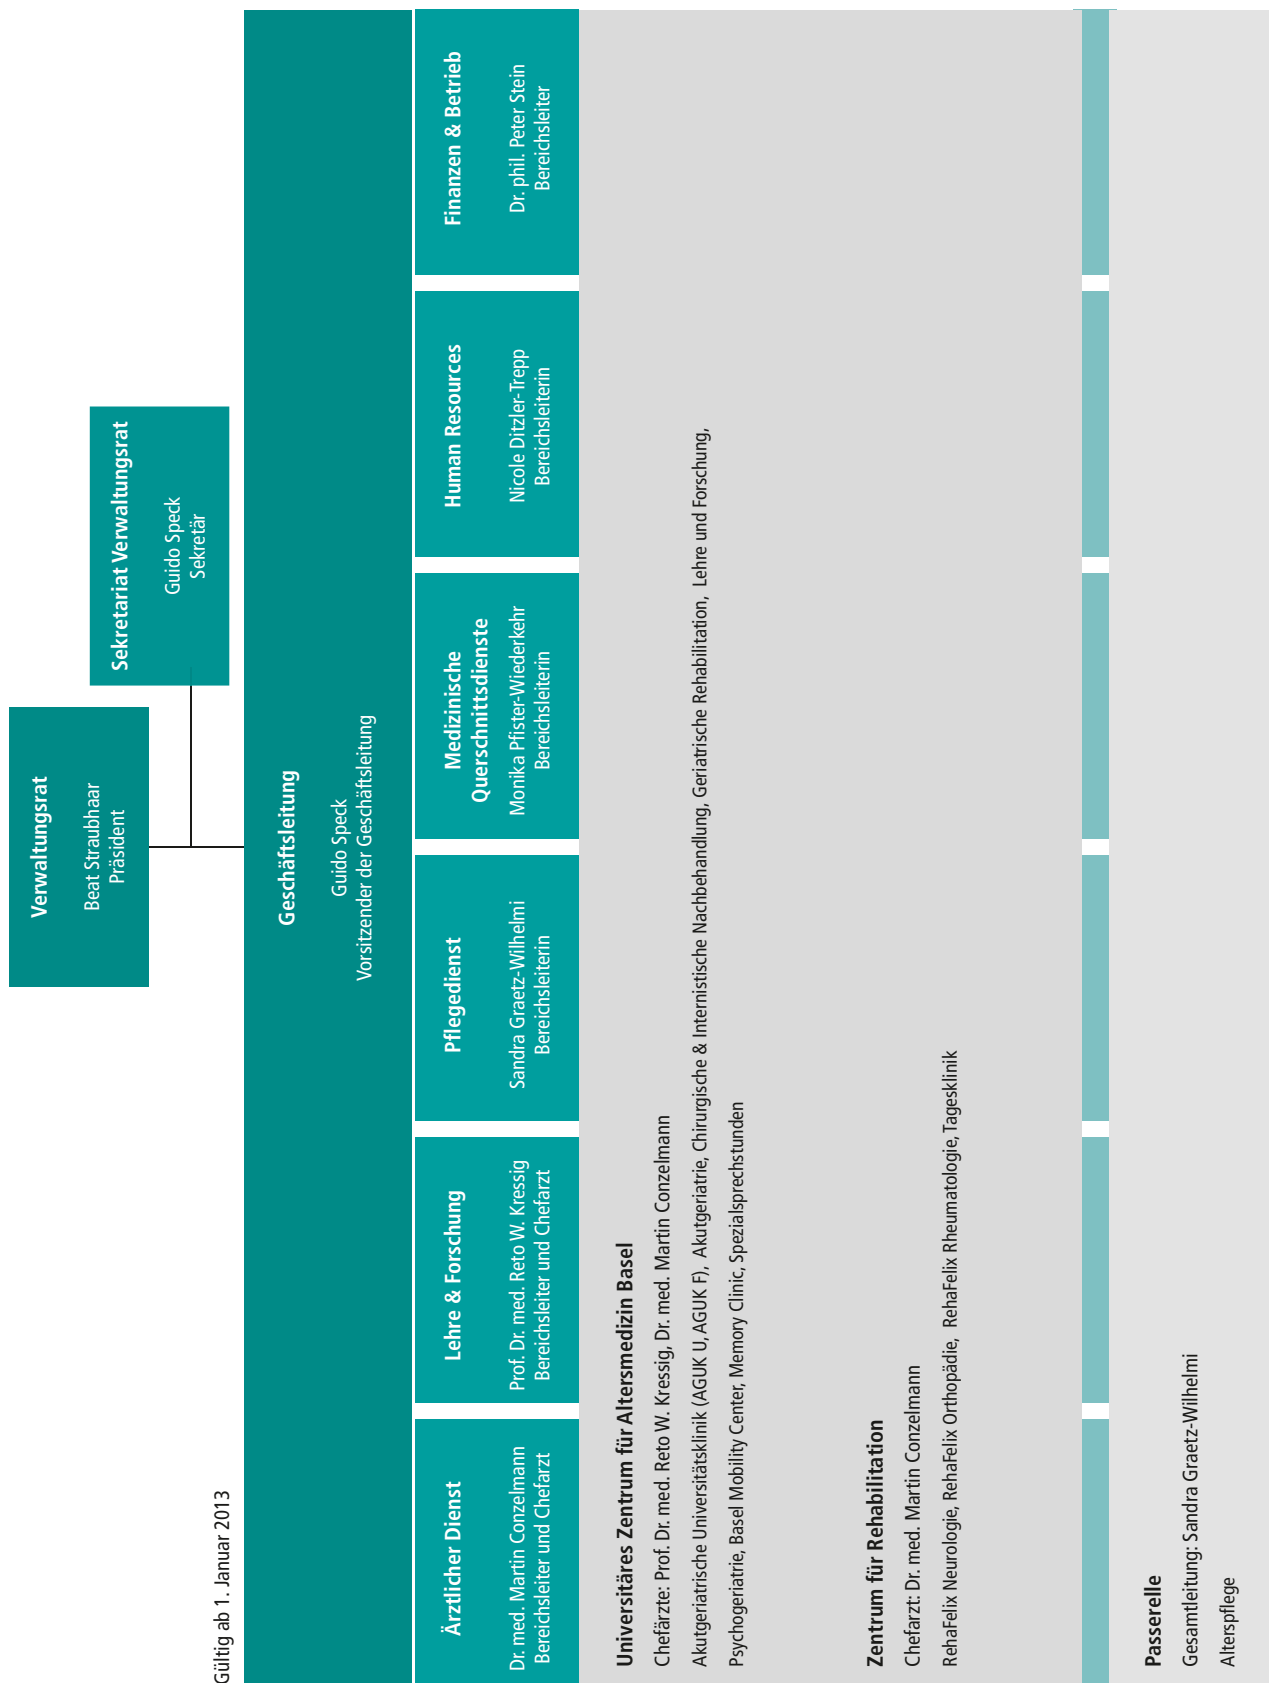 Gültig ab 1. Januar 2013
Verwaltungsrat
Beat Straubhaar
Präsident
Sekretariat Verwaltungsrat
Guido Speck
Sekretär
Geschäftsleitung
Guido Speck
Vorsitzender der Geschäftsleitung
Ärztlicher Dienst
Dr. med. Martin Conzelmann
Bereichsleiter und Chefarzt
Lehre & Forschung
Prof. Dr. med. Reto W. Kressig
Bereichsleiter und Chefarzt
Pflegedienst
Sandra Graetz-Wilhelmi
Bereichsleiterin
Medizinische
Querschnittsdienste
Monika Pfister-Wiederkehr
Bereichsleiterin
Human Resources
Nicole Ditzler-Trepp
Bereichsleiterin
Finanzen & Betrieb
Dr. phil. Peter Stein
Bereichsleiter
Universitäres Zentrum für Altersmedizin Basel
Chefärzte: Prof. Dr. med. Reto W. Kressig, Dr. med. Martin Conzelmann
Akutgeriatrische Universitätsklinik (AGUK U, AGUK F), Akutgeriatrie, Chirurgische & Internistische Nachbehandlung, Geriatrische Rehabilitation, Lehre und Forschung,
Psychogeriatrie, Basel Mobility Center, Memory Clinic, Spezialsprechstunden
Zentrum für Rehabilitation
Chefarzt: Dr. med. Martin Conzelmann
RehaFelix Neurologie, RehaFelix Orthopädie, RehaFelix Rheumatologie, Tagesklinik
Passerelle
Gesamtleitung: Sandra Graetz-Wilhelmi
Alterspflege